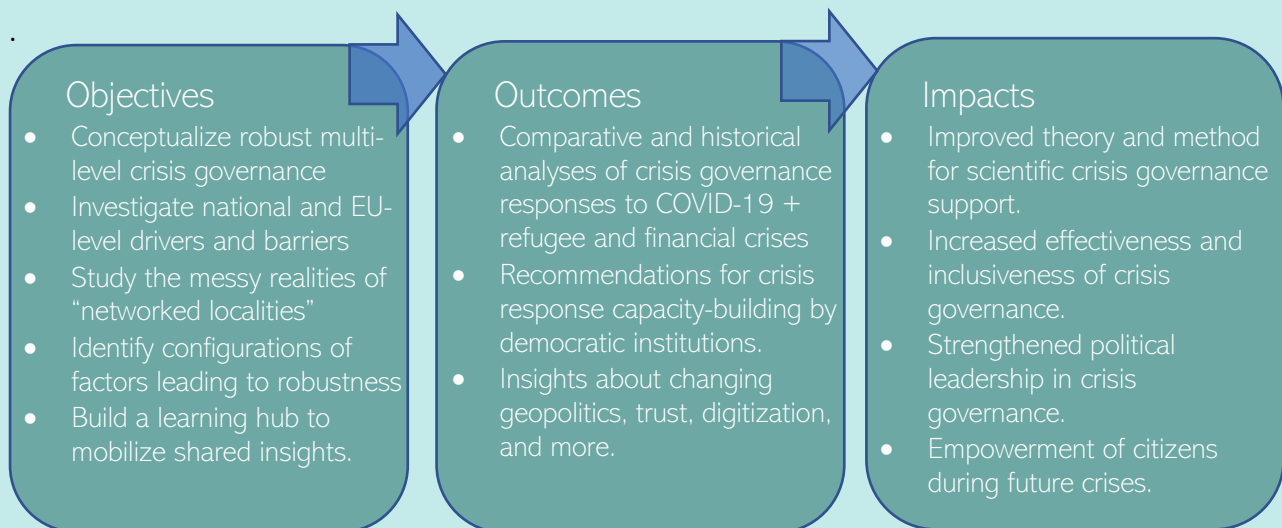 .
Objectives
• Conceptualize robust multi-
level crisis governance
• Investigate national and EU-
level drivers and barriers
• Study the messy realities of
“networked localities”
• Identify configurations of
factors leading to robustness
• Build a learning hub to
mobilize shared insights.
Outcomes
• Comparative and historical
analyses of crisis governance
responses to COVID-19 +
refugee and financial crises
• Recommendations for crisis
response capacity-building by
democratic institutions.
• Insights about changing
geopolitics, trust, digitization,
and more.
Impacts
• Improved theory and method
for scientific crisis governance
support.
• Increased effectiveness and
inclusiveness of crisis
governance.
• Strengthened political
leadership in crisis
governance.
• Empowerment of citizens
during future crises.